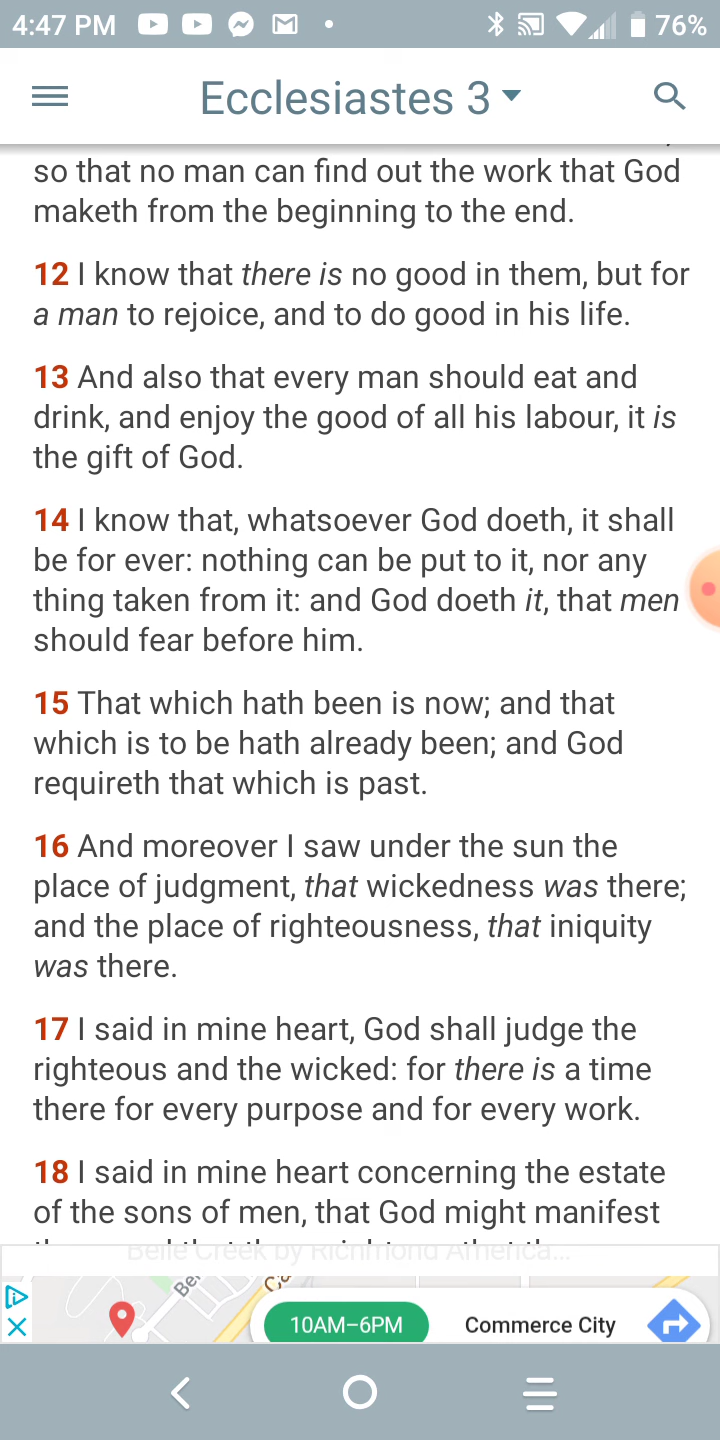 4:47 PM
76%
Ecclesiastes 3
so that no man can find out the work that God
maketh from the beginning to the end.
12 I know that there is no good in them, but for
a man to rejoice, and to do good in his life.
13 And also that every man should eat and
drink, and enjoy the good of all his labour, it is
the gift of God.
14 I know that, whatsoever God doeth, it shall
be for ever: nothing can be put to it, nor any
thing taken from it: and God doeth it, that men
should fear before him.
15 That which hath been is now; and that
which is to be hath already been; and God
requireth that which is past.
16 And moreover I saw under the sun the
place of judgment, that wickedness was there;
and the place of righteousness, that iniquity
was there.
17 I said in mine heart, God shall judge the
righteous and the wicked: for there is a time
there for every purpose and for every work.
18 I said in mine heart concerning the estate
of the sons of men, that God might manifest
Belle Creek by Richmond America...
10AM–6PM
Commerce City